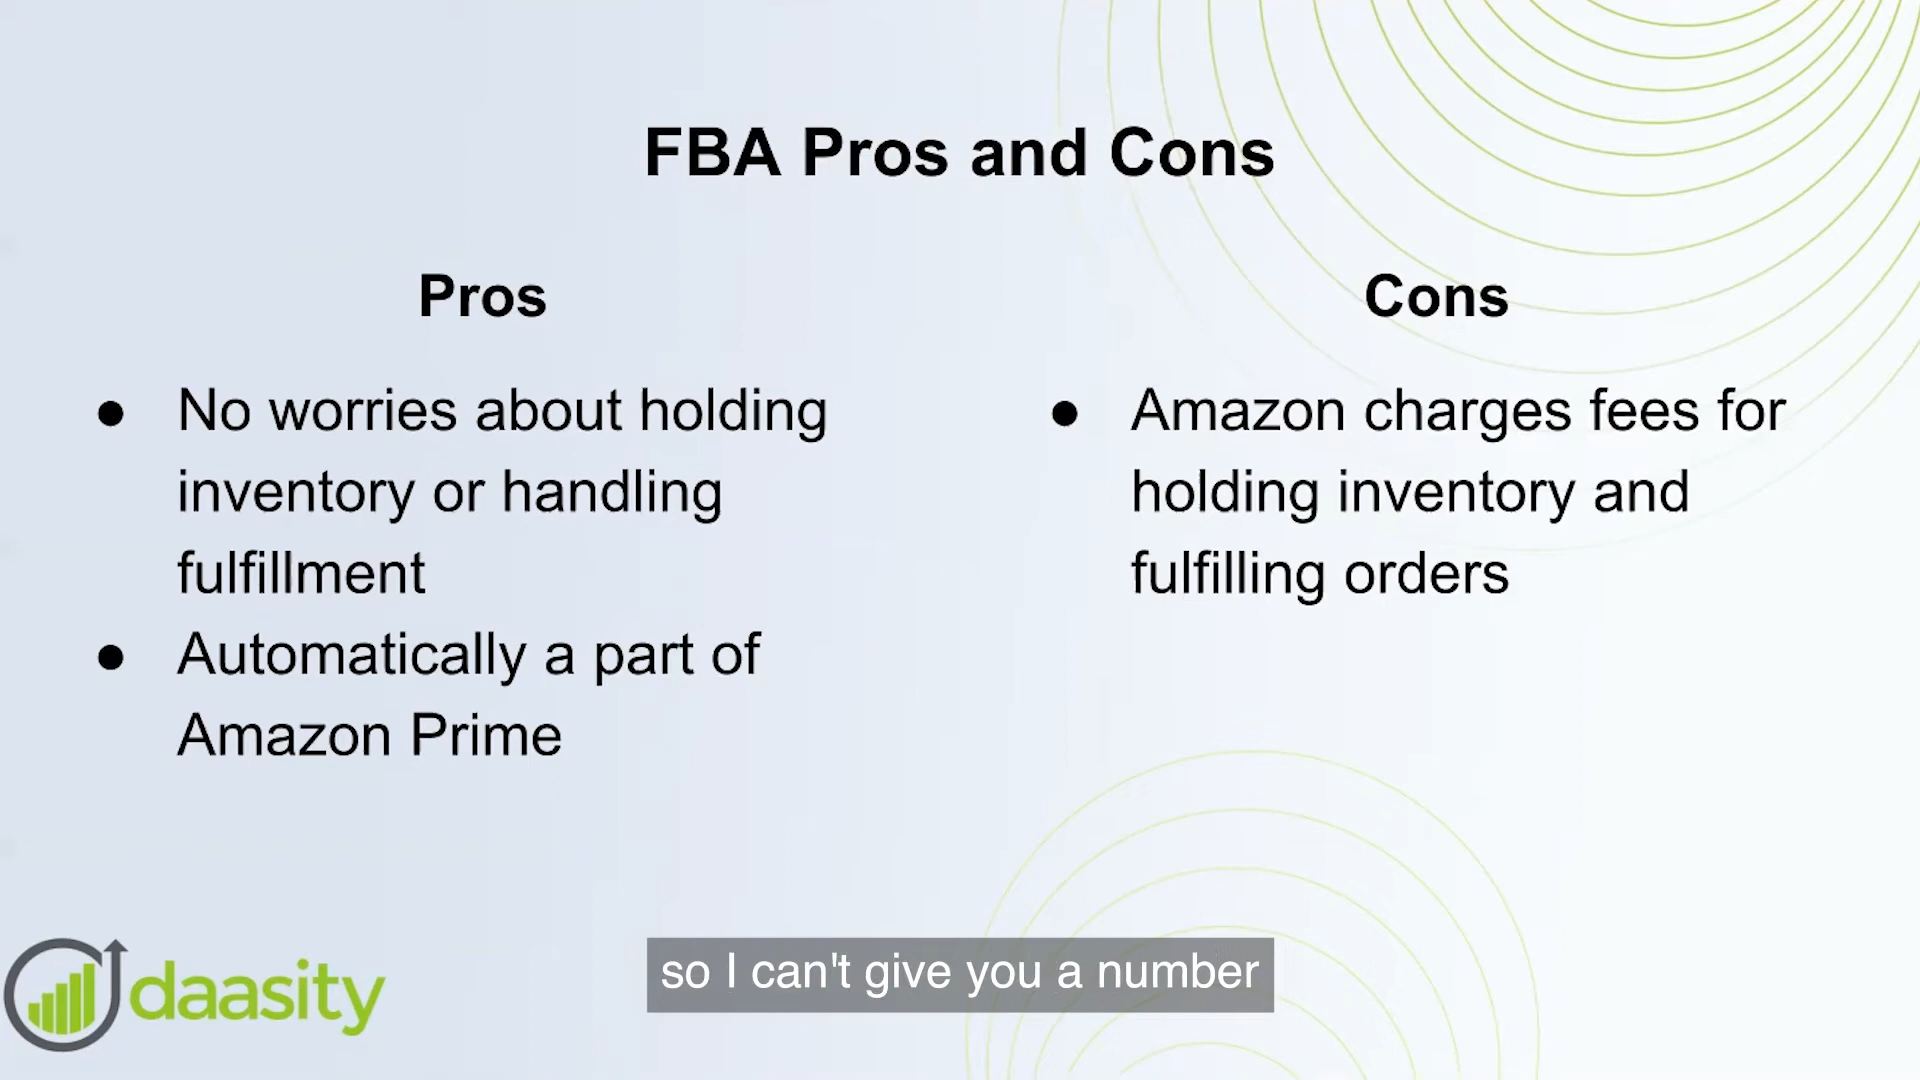 FBA Pros and Cons
Pros
● No worries about holding
inventory or handling
fulfillment
● Automatically a part of
Amazon Prime
Cons
● Amazon charges fees for
holding inventory and
fulfilling orders
daasity
so I can't give you a number